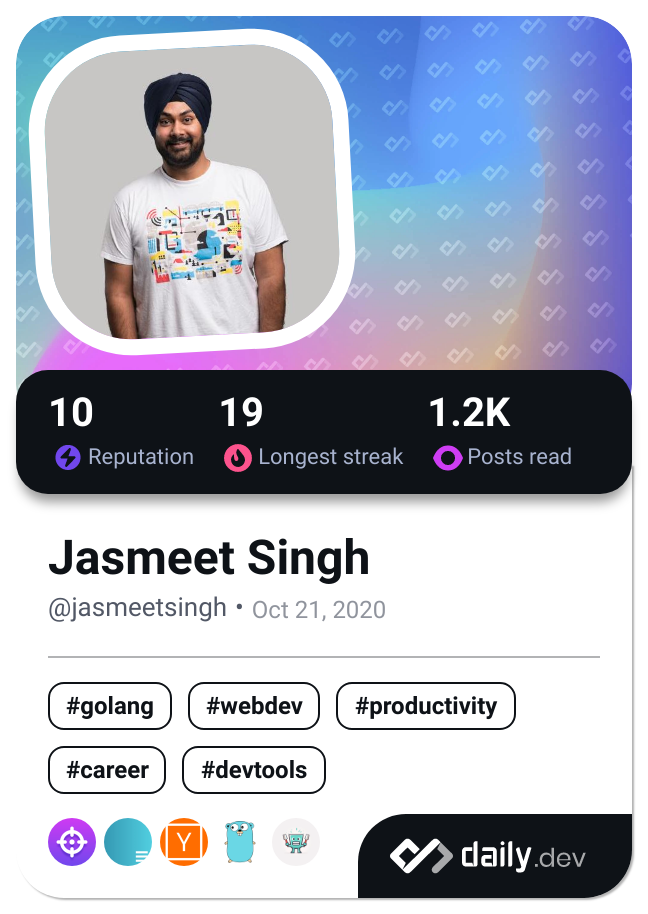 10 19 1.2K
Reputation Longest streak Posts read
Jasmeet Singh
@jasmeetsingh • Oct 21, 2020
#golang #webdev #productivity
#career #devtools
Y
daily.dev